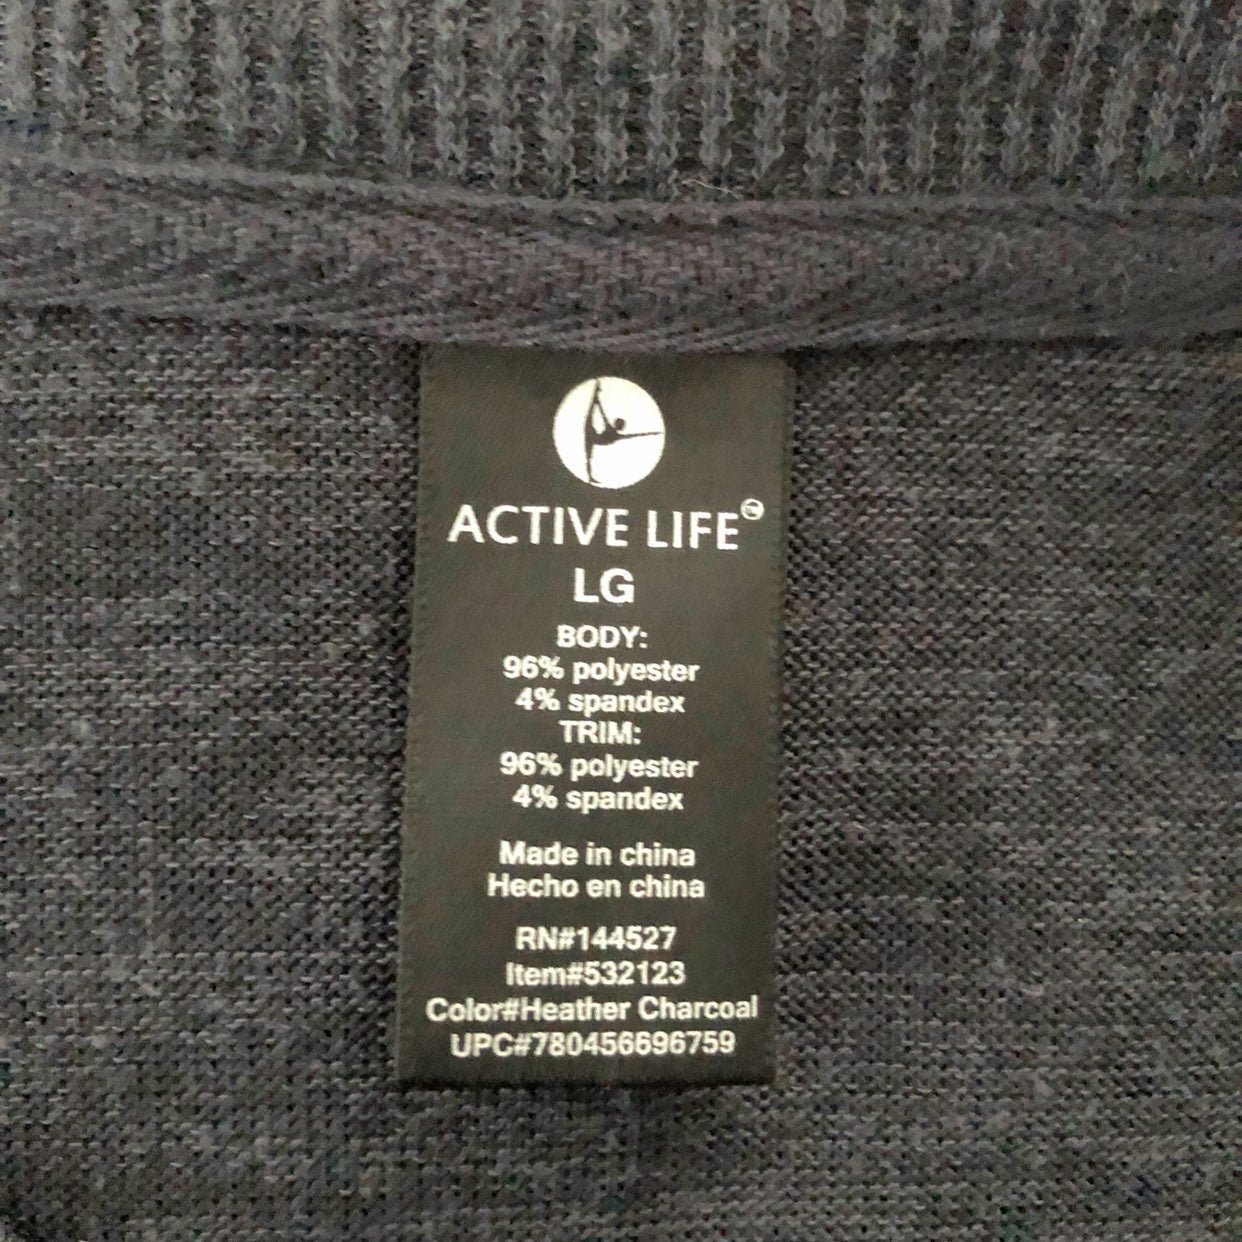 ACTIVE LIFE™
LG
BODY:
96% polyester
4% spandex
TRIM:
96% polyester
4% spandex
Made in china
Hecho en china
RN#144527
Item#532123
Color#Heather Charcoal
UPC#780456696759